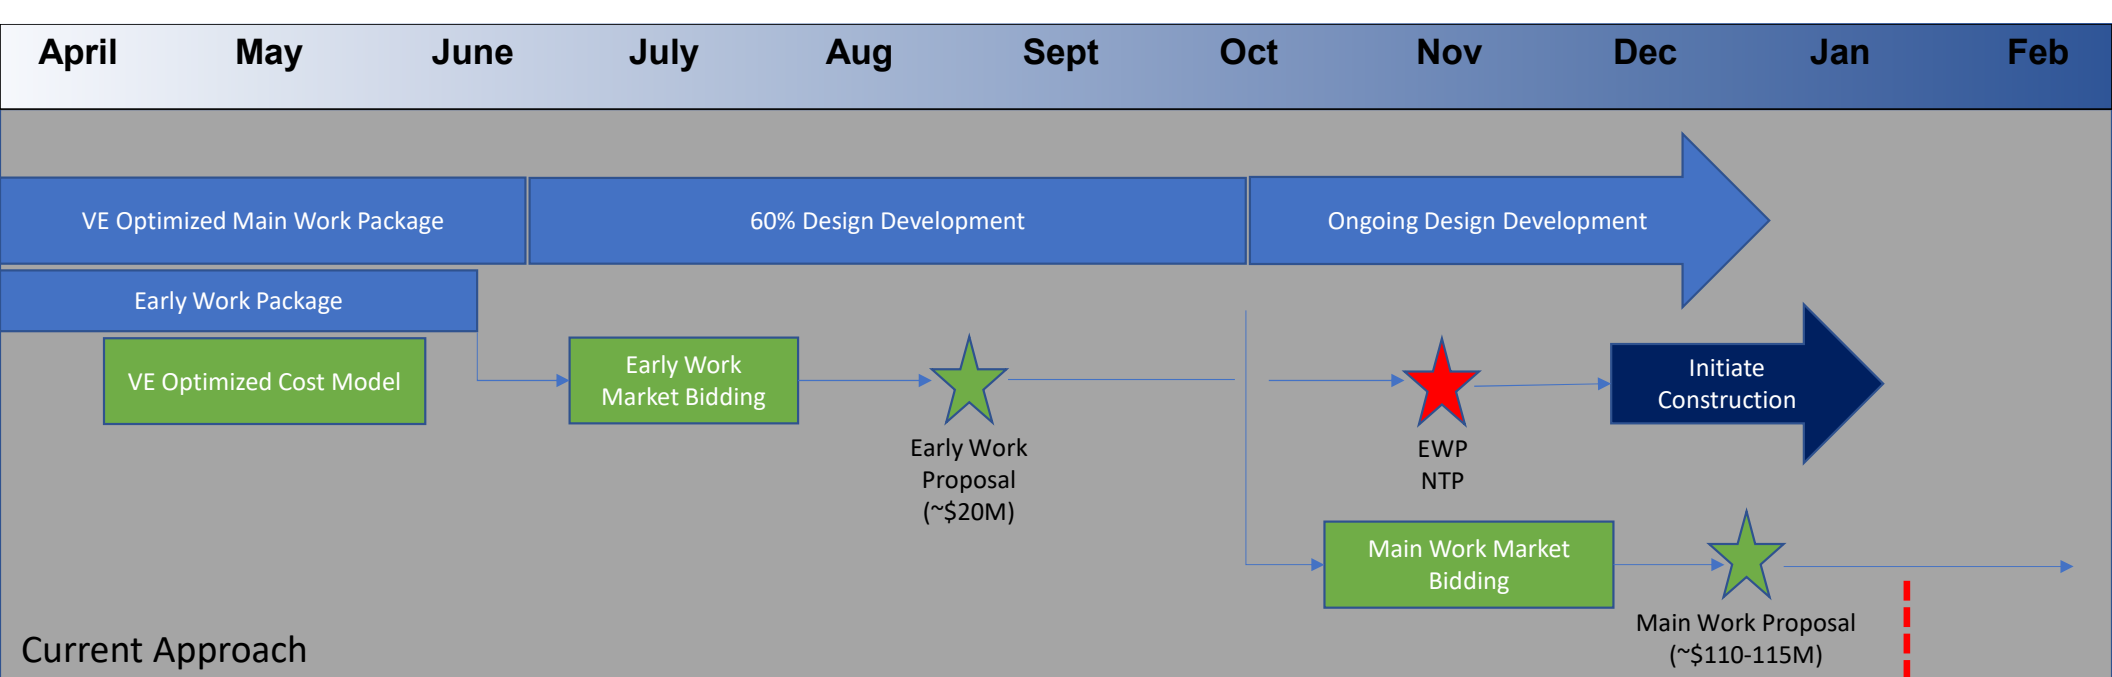 April May June July Aug Sept Oct Nov Dec Jan Feb
VE Optimized Main Work Package
60% Design Development
Ongoing Design Development
Early Work Package
VE Optimized Cost Model
Early Work
Market Bidding
Early Work
Proposal
(~$20M)
EWP
NTP
Initiate
Construction
Main Work Market
Bidding
Main Work Proposal
(~$110-115M)
Current Approach